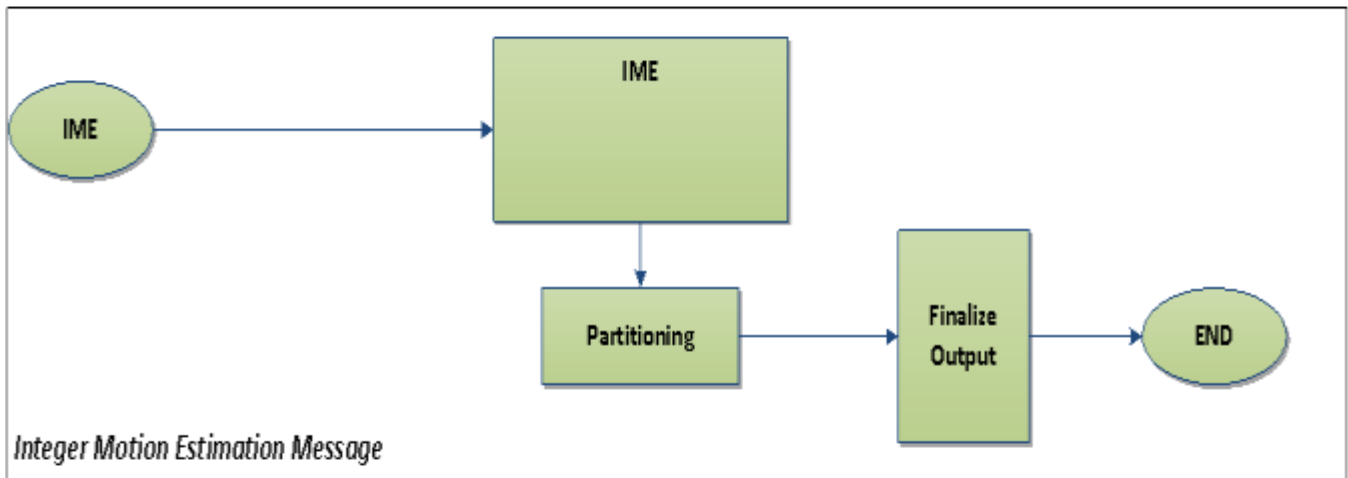 IME
IME
Partitioning
Finalize
Output
END
Integer Motion Estimation Message